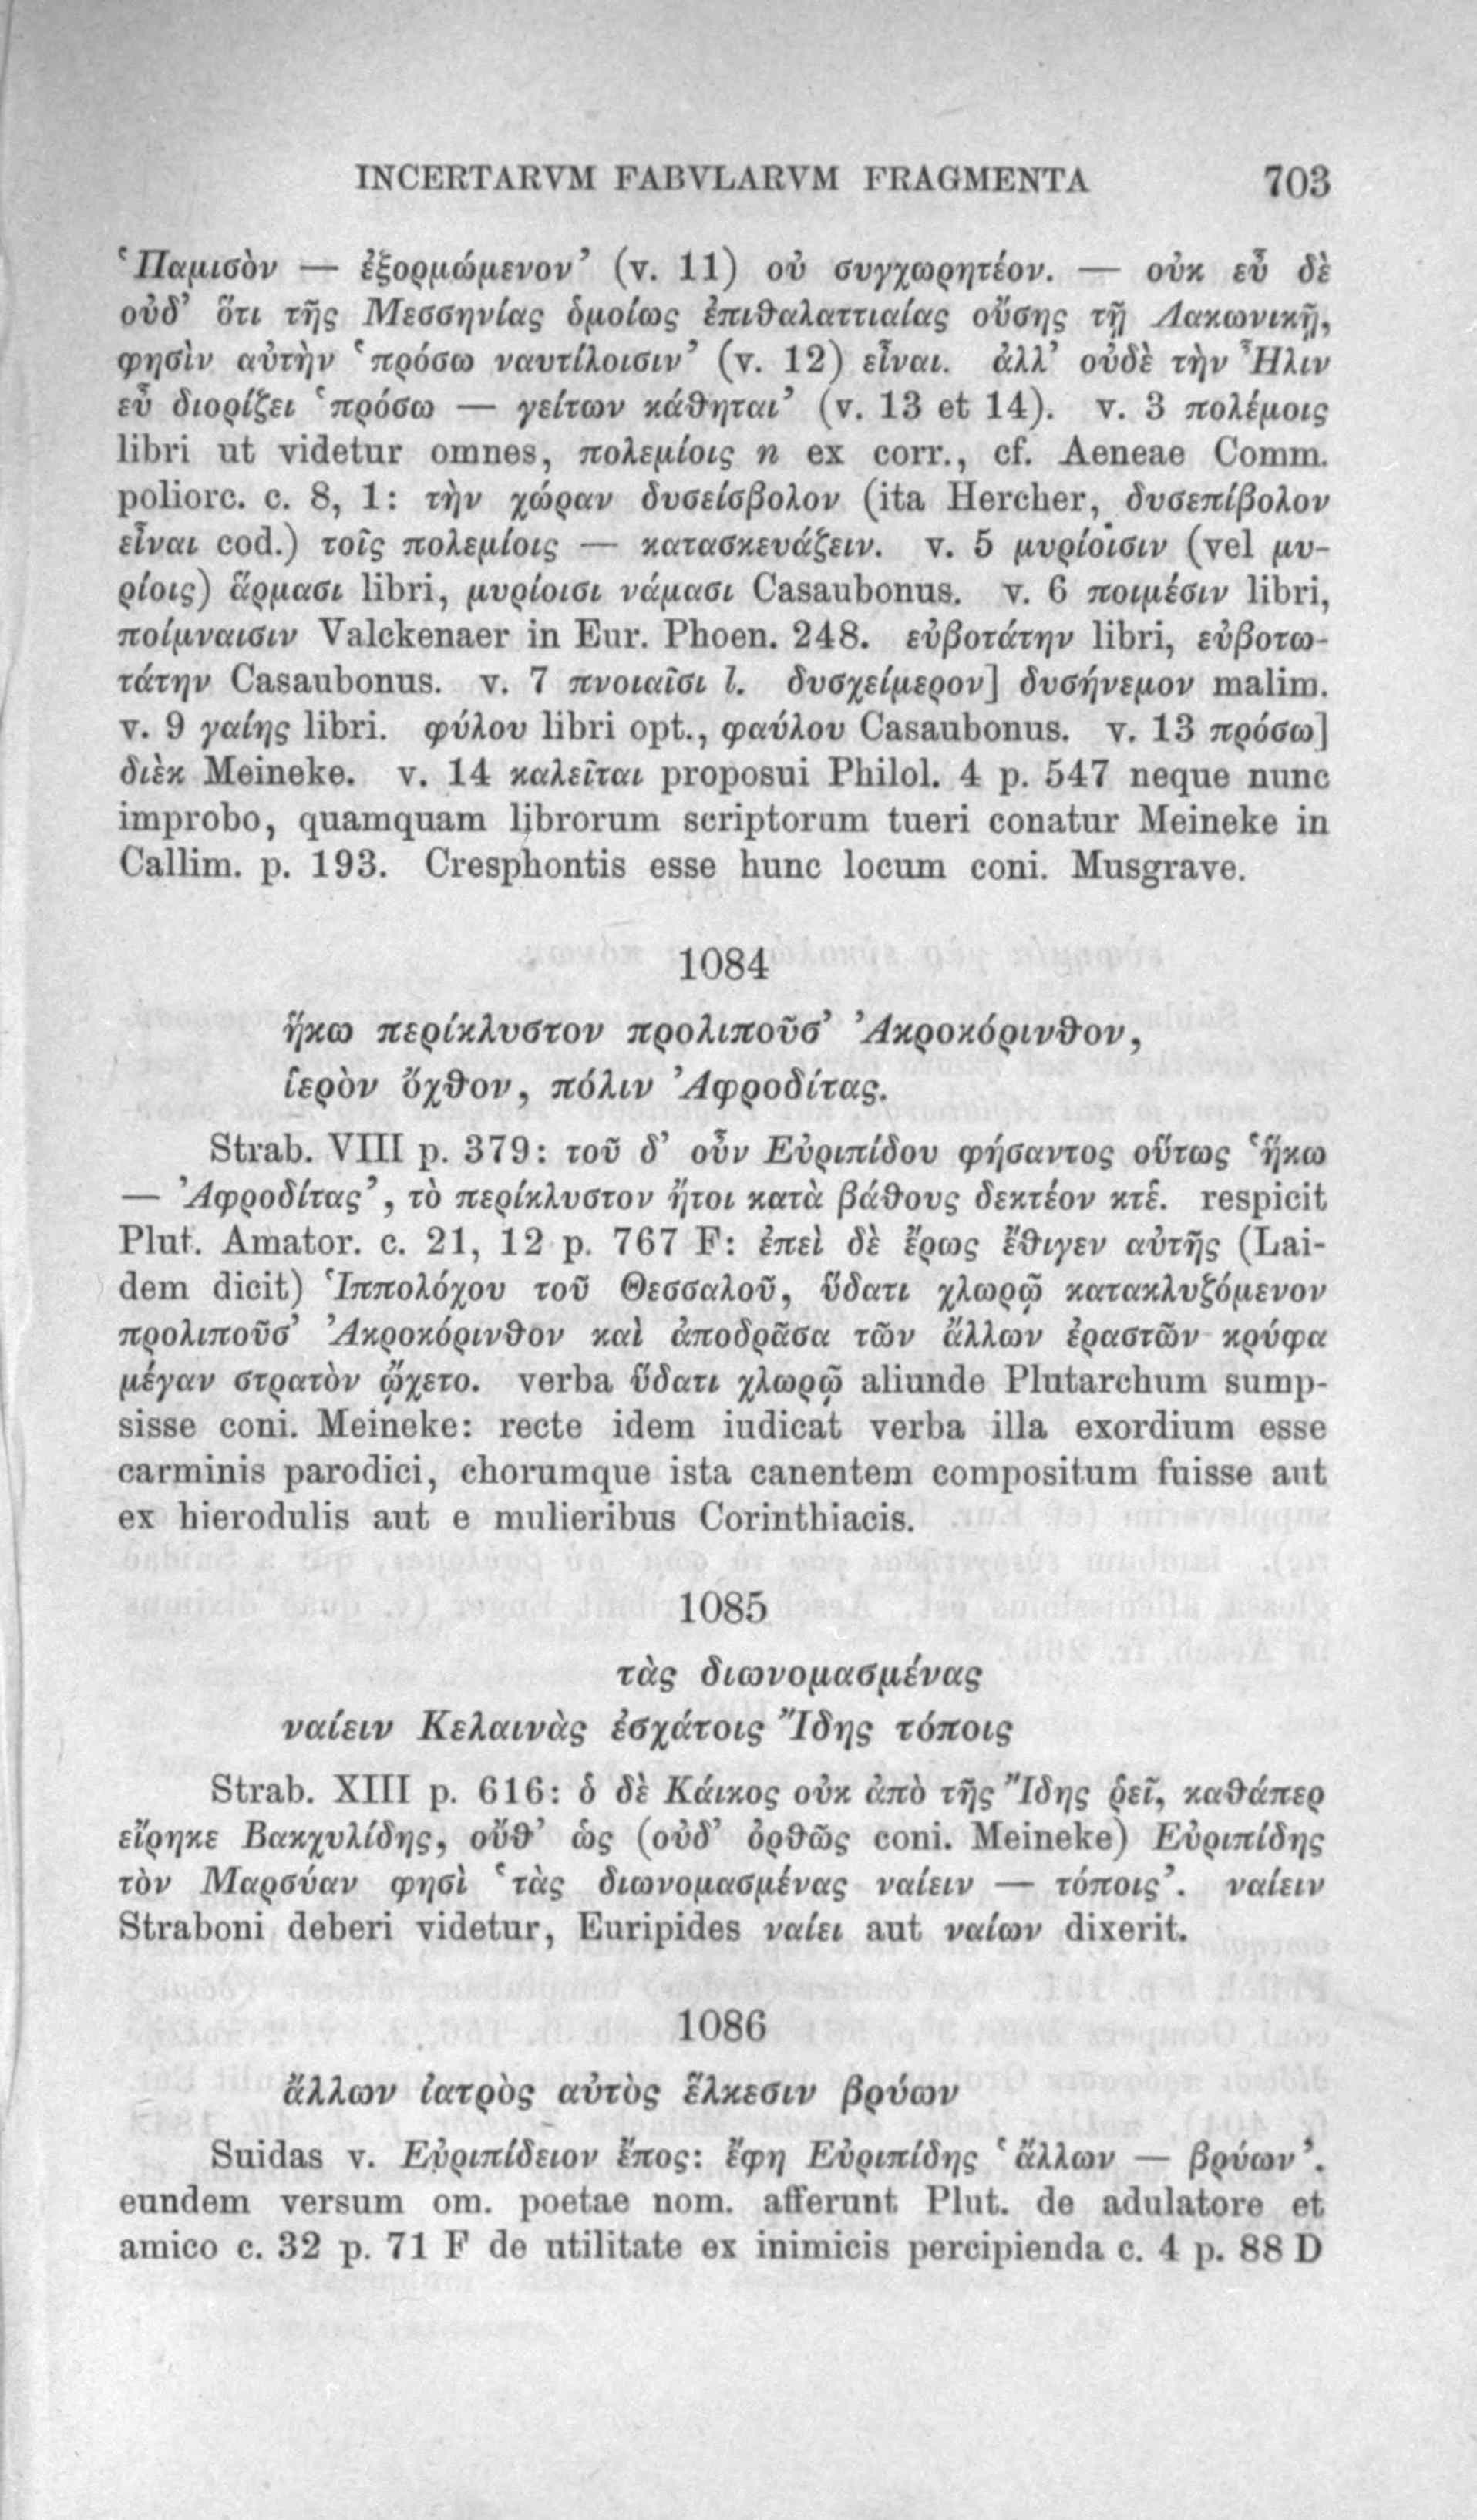 INCERTARVM FABVLARVM FRAGMENTA 703
‘Παμισὸν — ἐξορμώμενον’ (v. 11) οὐ συγχωρητέον. — οὐκ εὖ δὲ
οὐδ’ ὅτι τῆς Μεσσηνίας ὁμοίως ἐπιθαλαττιαίας οὔσης τῇ Λακωνικῇ,
φησὶν αὐτὴν ‘πρόσω ναυτίλοισιν’ (v. 12) εἶναι. ἀλλ’ οὐδὲ τὴν Ἦλιν
εὖ διορίζει ‘πρόσω — γείτων κάθηται’ (v. 13 et 14). v. 3 πολέμοις
libri ut videtur omnes, πολεμίοις n ex corr., cf. Aeneae Comm.
poliorc. c. 8, 1: τὴν χώραν δυσείσβολον (ita Hercher, δυσεπίβολον
εἶναι cod.) τοῖς πολεμίοις — κατασκευάζειν. v. 5 μυρίοισιν (vel μυ-
ρίοις) ἅρμασι libri, μυρίοισι νάμασι Casaubonus. v. 6 ποιμέσιν libri,
ποίμναισιν Valckenaer in Eur. Phoen. 248. εὐβοτάτην libri, εὐβοτω-
τάτην Casaubonus. v. 7 πνοιαῖσι l. δυσχείμερον] δυσήνεμον malim.
v. 9 γαίης libri. φύλου libri opt., φαύλου Casaubonus. v. 13 πρόσω]
διὲκ Meineke. v. 14 καλεῖται proposui Philol. 4 p. 547 neque nunc
improbo, quamquam librorum scriptoram tueri conatur Meineke in
Callim. p. 193. Cresphontis esse hunc locum coni. Musgrave.
1084
ἥκω περίκλυστον προλιποῦσ’ Ἀκροκόρινθον,
ἱερὸν ὄχθον, πόλιν Ἀφροδίτας.
Strab. VIII p. 379: τοῦ δ’ οὖν Εὐριπίδου φήσαντος οὕτως ‘ἥκω
— Ἀφροδίτας’, τὸ περίκλυστον ἤτοι κατὰ βάθους δεκτέον κτἑ. respicit
Plut. Amator. c. 21, 12 p. 767 F: ἐπεὶ δὲ ἔρως ἔθιγεν αὐτῆς (Lai-
dem dicit) Ἱππολόχου τοῦ Θεσσαλοῦ, ὕδατι χλωρῷ κατακλυζόμενον
προλιποῦσ’ Ἀκροκόρινθον καὶ ἀποδρᾶσα τῶν ἄλλων ἐραστῶν κρύφα
μέγαν στρατὸν ᾤχετο. verba ὕδατι χλωρῷ aliunde Plutarchum sump-
sisse coni. Meineke: recte idem iudicat verba illa exordium esse
carminis parodici, chorumque ista canentem compositum fuisse aut
ex hierodulis aut e mulieribus Corinthiacis.
1085
τὰς διωνομασμένας
ναίειν Κελαινὰς ἐσχάτοις Ἴδης τόποις
Strab. XIII p. 616: ὁ δὲ Κάικος οὐκ ἀπὸ τῆς Ἴδης ῥεῖ, καθάπερ
εἴρηκε Βακχυλίδης, οὔθ’ ὡς (οὐδ’ ὀρθῶς coni. Meineke) Εὐριπίδης
τὸν Μαρσύαν φησὶ ‘τὰς διωνομασμένας ναίειν — τόποις’. ναίειν
Straboni deberi videtur, Euripides ναίει aut ναίων dixerit.
1086
ἄλλων ἰατρὸς αὐτὸς ἕλκεσιν βρύων
Suidas v. Εὐριπίδειον ἔπος: ἔφη Εὐριπίδης ‘ἄλλων — βρύων’.
eundem versum om. poetae nom. afferunt Plut. de adulatore et
amico c. 32 p. 71 F de utilitate ex inimicis percipienda c. 4 p. 88 D